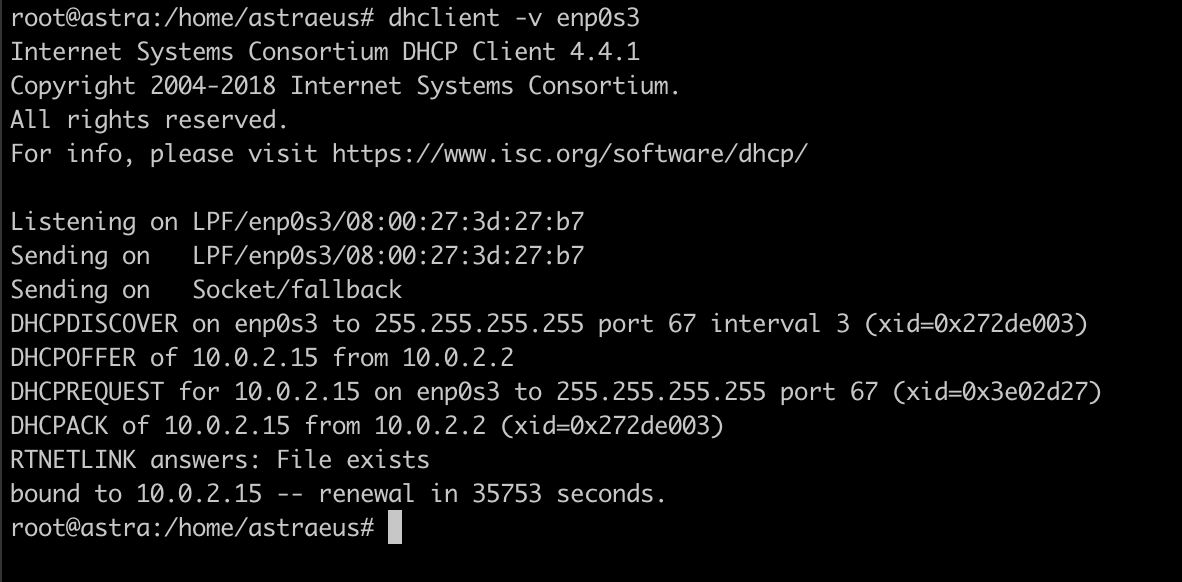 root@astra:/home/astraeus# dhclient -v enp0s3
Internet Systems Consortium DHCP Client 4.4.1
Copyright 2004-2018 Internet Systems Consortium.
All rights reserved.
For info, please visit https://www.isc.org/software/dhcp/

Listening on LPF/enp0s3/08:00:27:3d:27:b7
Sending on   LPF/enp0s3/08:00:27:3d:27:b7
Sending on   Socket/fallback
DHCPDISCOVER on enp0s3 to 255.255.255.255 port 67 interval 3 (xid=0x272de003)
DHCPOFFER of 10.0.2.15 from 10.0.2.2
DHCPREQUEST for 10.0.2.15 on enp0s3 to 255.255.255.255 port 67 (xid=0x3e02d27)
DHCPACK of 10.0.2.15 from 10.0.2.2 (xid=0x272de003)
RTNETLINK answers: File exists
bound to 10.0.2.15 -- renewal in 35753 seconds.
root@astra:/home/astraeus#